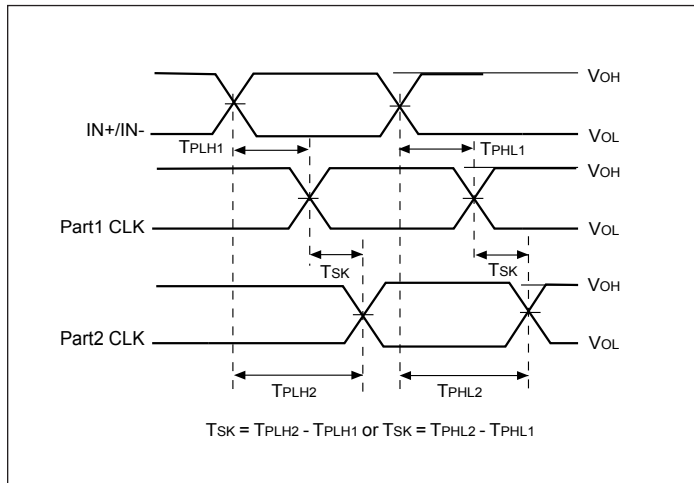 VOH
IN+/IN-
VOL
TPLH1
TPHL1
VOH
Part1 CLK
VOL
TSK
TSK
VOH
Part2 CLK
VOL
TPLH2
TPHL2
TSK = TPLH2 - TPLH1 or TSK = TPHL2 - TPHL1